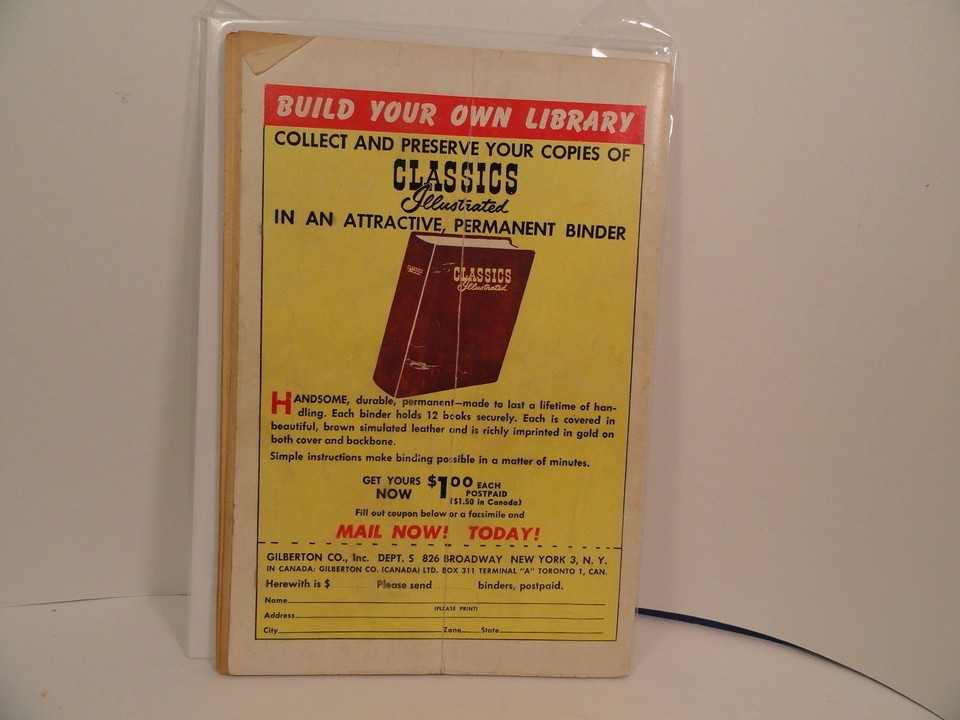 BUILD YOUR OWN LIBRARY
COLLECT AND PRESERVE YOUR COPIES OF
CLASSICS
Illustrated
IN AN ATTRACTIVE, PERMANENT BINDER
CLASSICS
Illustrated
HANDSOME, durable, permanent—made to last a lifetime of han-
dling. Each binder holds 12 books securely. Each is covered in
beautiful, brown simulated leather and is richly imprinted in gold on
both cover and backbone.
Simple instructions make binding possible in a matter of minutes.
GET YOURS NOW $1.00 EACH POSTPAID
($1.50 in Canada)
Fill out coupon below or a facsimile and
MAIL NOW! TODAY!
GILBERTON CO., Inc. DEPT. S 826 BROADWAY NEW YORK 3, N. Y.
IN CANADA: GILBERTON CO. (CANADA) LTD. BOX 311 TERMINAL "A" TORONTO 1, CAN.
Herewith is $ Please send binders, postpaid.
Name
(PLEASE PRINT)
Address
City Zone State